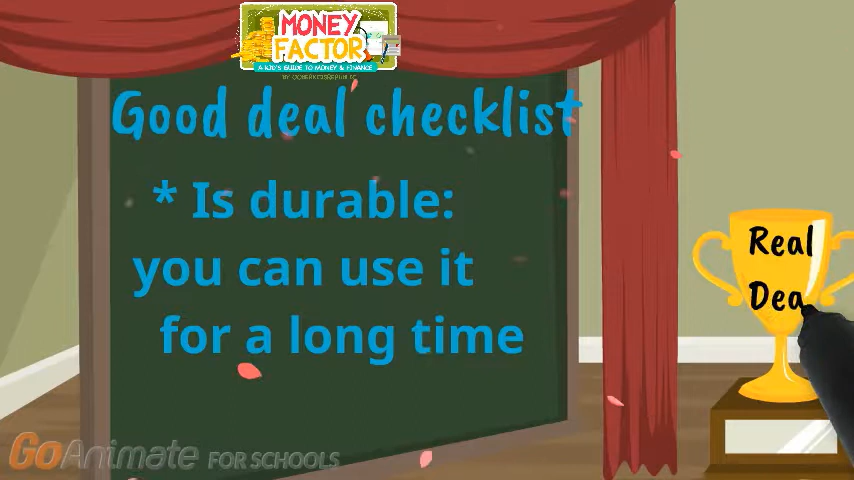 MONEY
FACTOR
A KID'S GUIDE TO MONEY & FINANCE
Good deal checklist
* Is durable:
you can use it
for a long time
Real
Dea
GoAnimate FOR SCHOOLS